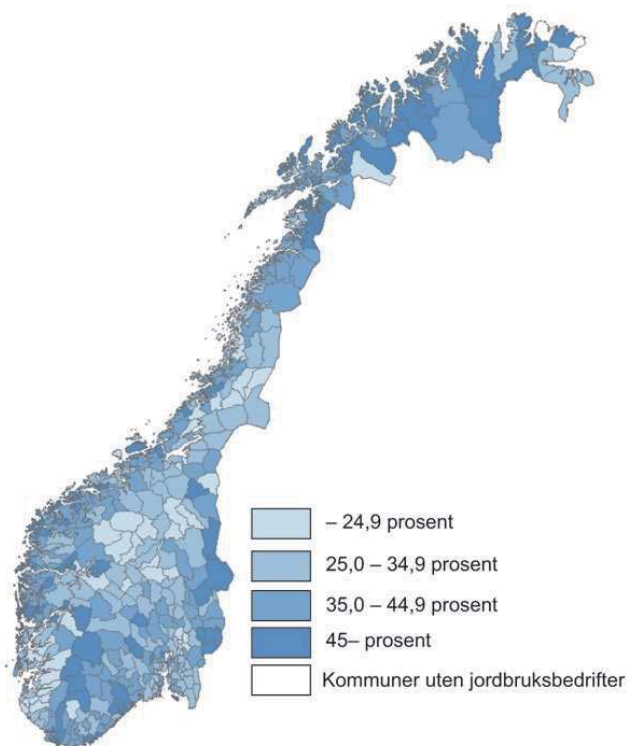 – 24,9 prosent
25,0 – 34,9 prosent
35,0 – 44,9 prosent
45– prosent
Kommuner uten jordbruksbedrifter